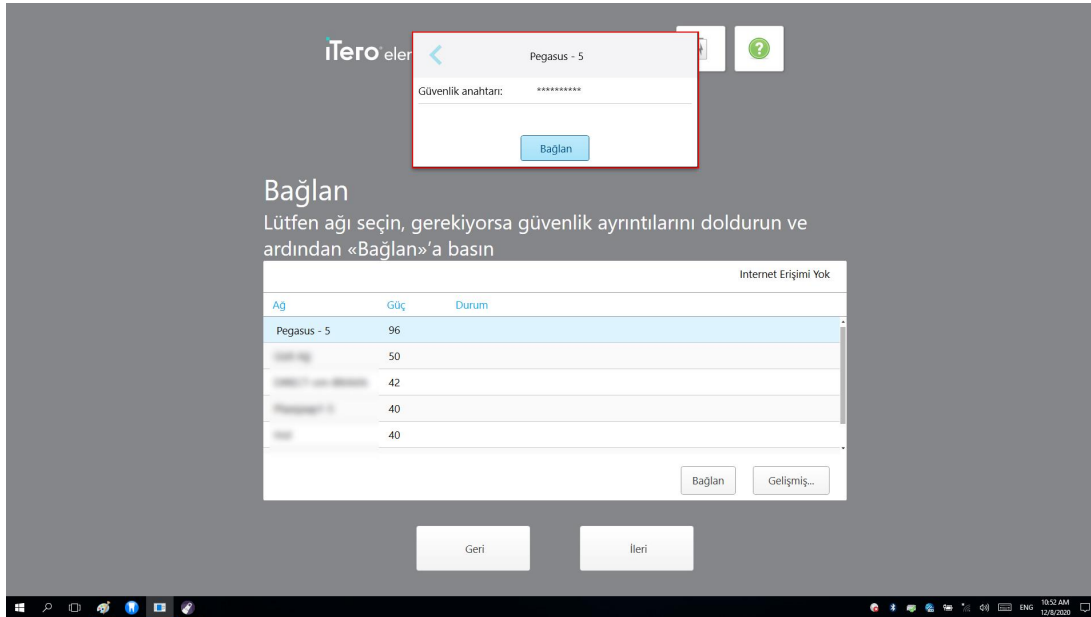 iTero eler
Pegasus - 5
Güvenlik anahtarı: **********
Bağlan
Bağlan
Lütfen ağı seçin, gerekiyorsa güvenlik ayrıntılarını doldurun ve
ardından «Bağlan»'a basın
Internet Erişimi Yok
Ağ Güç Durum
Pegasus - 5 96
50
42
40
40
Bağlan Gelişmiş...
Geri İleri
ENG 10:52 AM
12/8/2020